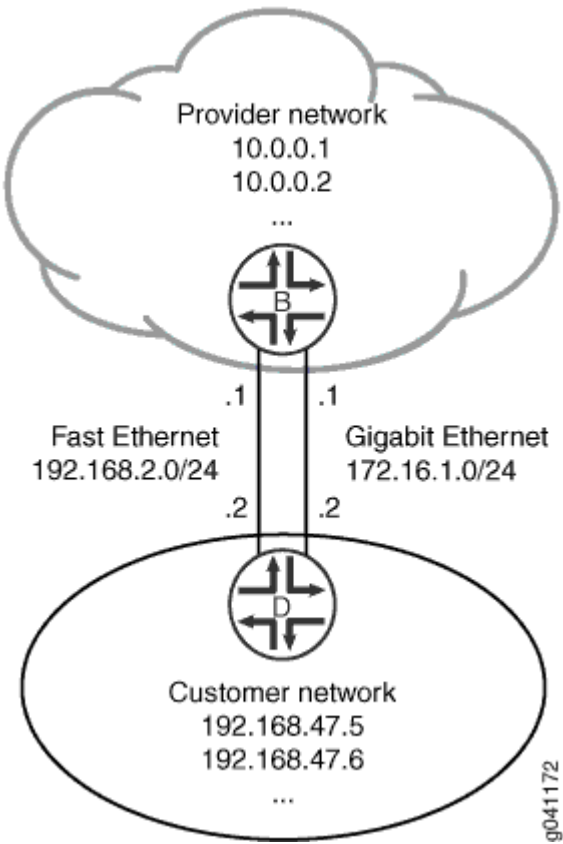 Provider network
10.0.0.1
10.0.0.2
...
B
.1
.1
Fast Ethernet
192.168.2.0/24
Gigabit Ethernet
172.16.1.0/24
.2
.2
D
Customer network
192.168.47.5
192.168.47.6
...
g041172